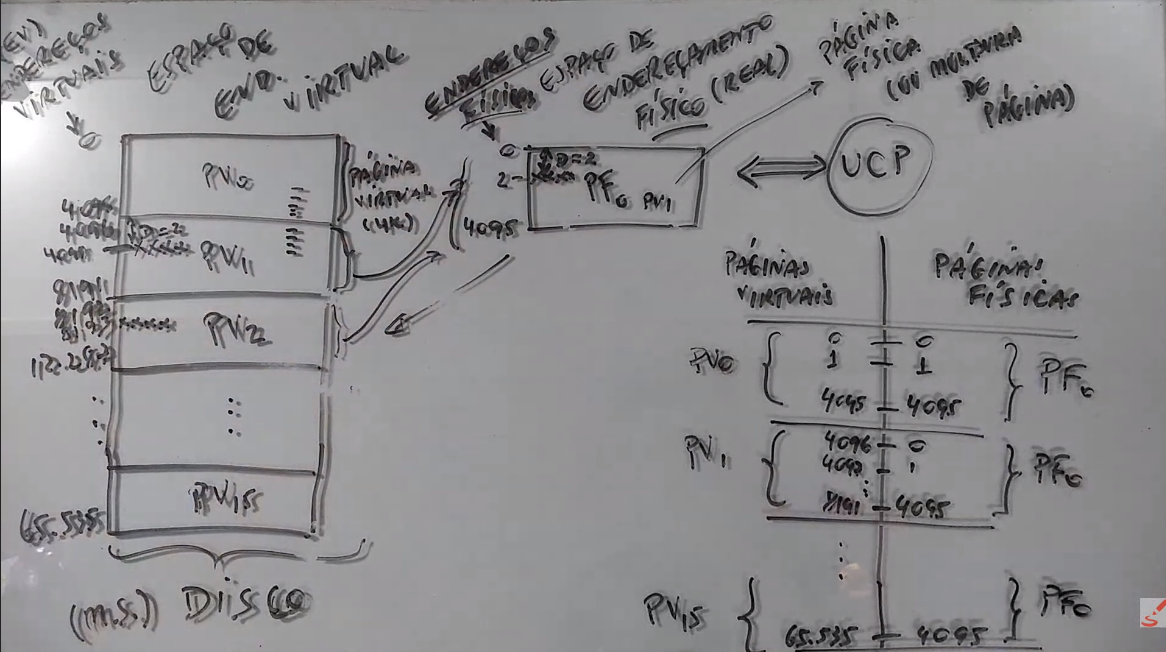 (EV)
ENDEREÇOS
VIRTUAIS
0
ESPAÇO DE
END. VIRTUAL
ENDEREÇOS
FÍSICOS
ESPAÇO DE
ENDEREÇAMENTO
FÍSICO (REAL)
PÁGINA
FÍSICA
(OU MOLDURA
DE
PÁGINA)
PV0
PÁGINA
VIRTUAL
(4K)
4095
4096
D=2
PV1
8191
PV2
12.287
PV15
65.535
(M.S.) DISCO
0
D=2
2
PF0 PV1
4095
UCP
PÁGINAS
VIRTUAIS
PÁGINAS
FÍSICAS
PV0
0 0
1 1
4095 4095
PF0
PV1
4096 0
4097 1
8191 4095
PF0
PV15
65.535 4095
PF0